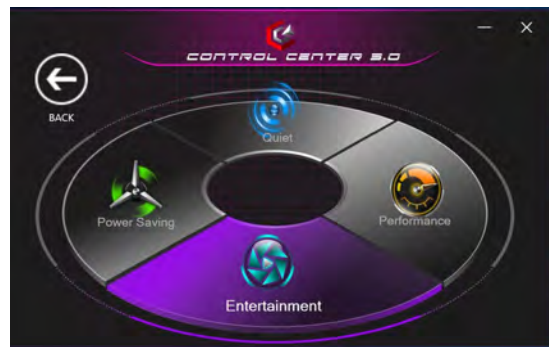 CONTROL CENTER 3.0
BACK
Quiet
Power Saving
Performance
Entertainment